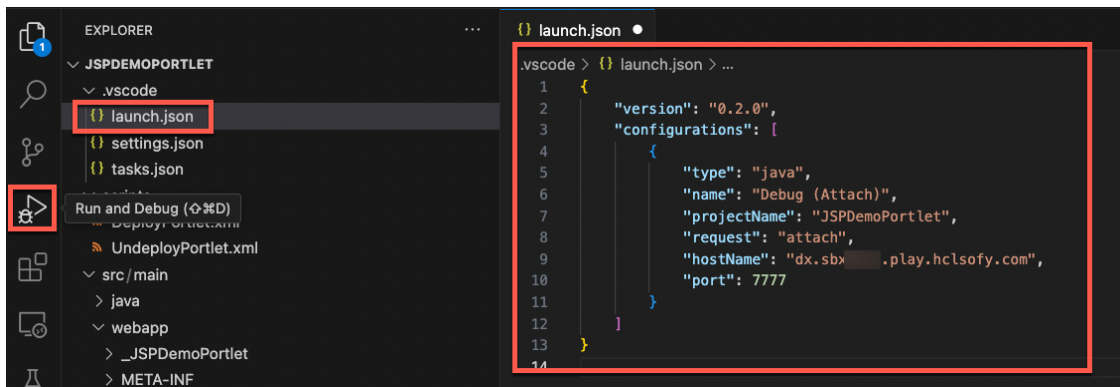 EXPLORER
JSPDEMOPORTLET
.vscode
{} launch.json
{} settings.json
{} tasks.json
Run and Debug (⇧⌘D)
UndeployPortlet.xml
src/main
java
webapp
_JSPDemoPortlet
META-INF
1
{} launch.json ●
.vscode > {} launch.json > ...
1 {
2 "version": "0.2.0",
3 "configurations": [
4 {
5 "type": "java",
6 "name": "Debug (Attach)",
7 "projectName": "JSPDemoPortlet",
8 "request": "attach",
9 "hostName": "dx.sbx .play.hclsofy.com",
10 "port": 7777
11 }
12 ]
13 }
14